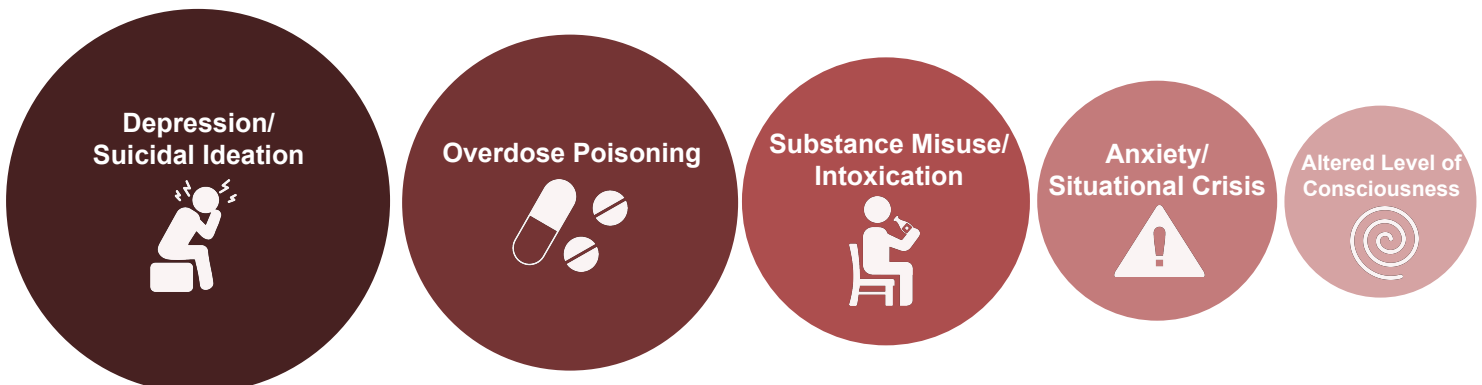 Depression/
Suicidal Ideation
Overdose Poisoning
Substance Misuse/
Intoxication
Anxiety/
Situational Crisis
Altered Level of
Consciousness